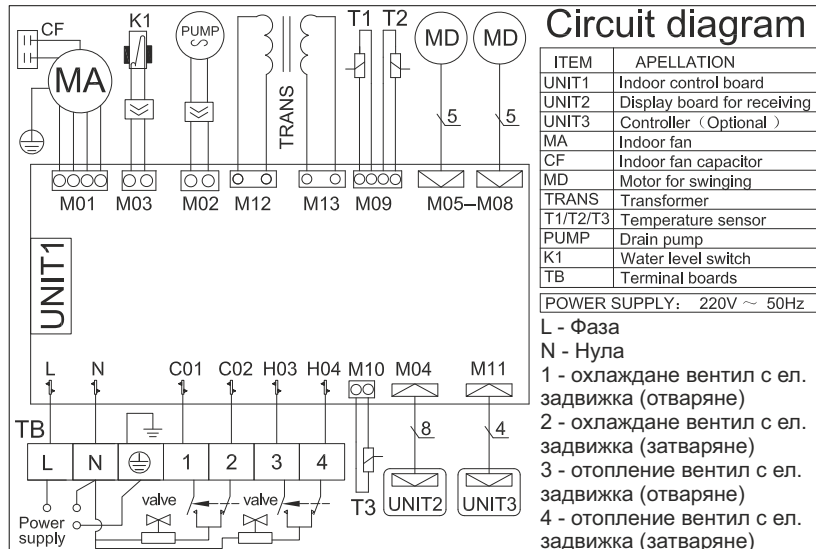 Circuit diagram
CF
K1
PUMP
T1 T2
MD MD
MA
TRANS
5 5
M01 M03 M02 M12 M13 M09 M05–M08
UNIT1
L N C01 C02 H03 H04 M10 M04 M11
TB
8 4
L N 1 2 3 4
valve valve
T3 UNIT2 UNIT3
Power
supply
ITEM APELLATION
UNIT1 Indoor control board
UNIT2 Display board for receiving
UNIT3 Controller（Optional ）
MA Indoor fan
CF Indoor fan capacitor
MD Motor for swinging
TRANS Transformer
T1/T2/T3 Temperature sensor
PUMP Drain pump
K1 Water level switch
TB Terminal boards
POWER SUPPLY: 220V ～ 50Hz
L - Фаза
N - Нула
1 - охлаждане вентил с ел.
задвижка (отваряне)
2 - охлаждане вентил с ел.
задвижка (затваряне)
3 - отопление вентил с ел.
задвижка (отваряне)
4 - отопление вентил с ел.
задвижка (затваряне)